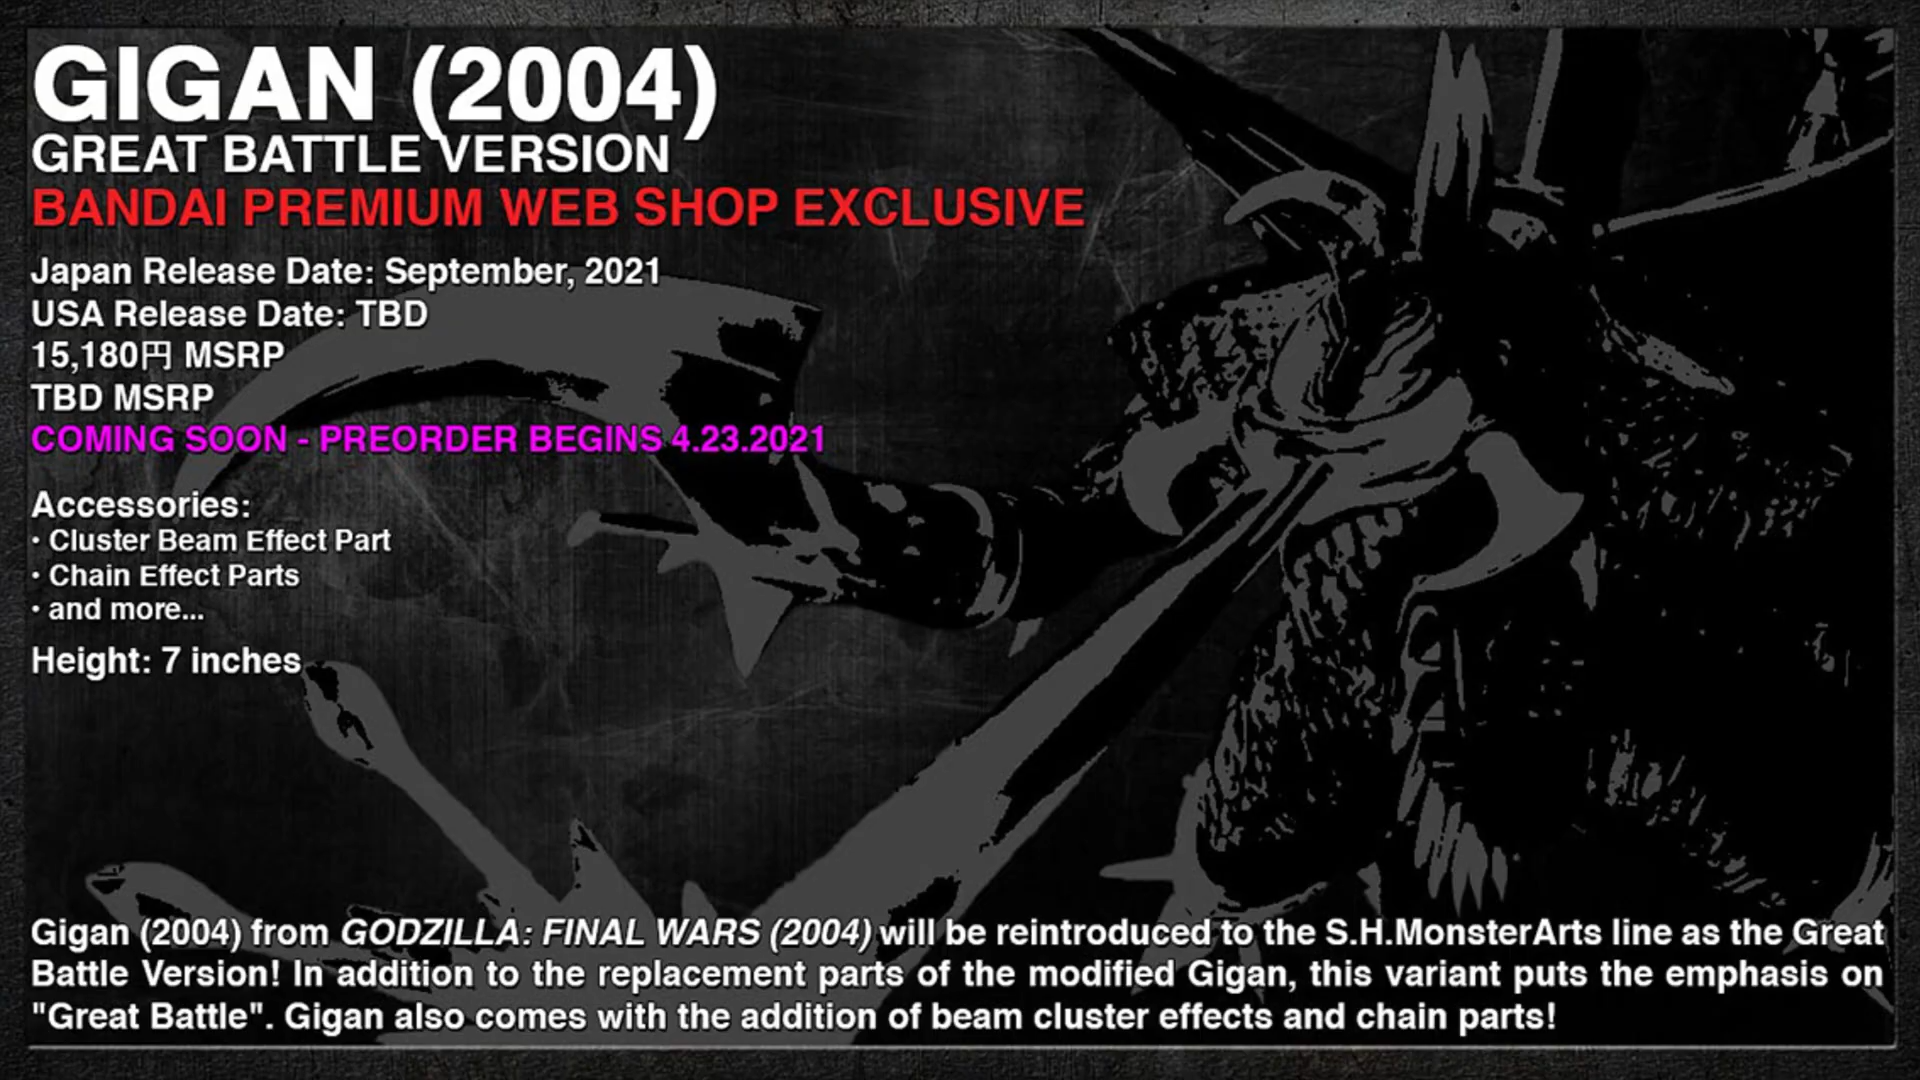 GIGAN (2004)
GREAT BATTLE VERSION
BANDAI PREMIUM WEB SHOP EXCLUSIVE
Japan Release Date: September, 2021
USA Release Date: TBD
15,180円 MSRP
TBD MSRP
COMING SOON - PREORDER BEGINS 4.23.2021
Accessories:
• Cluster Beam Effect Part
• Chain Effect Parts
• and more...
Height: 7 inches
Gigan (2004) from GODZILLA: FINAL WARS (2004) will be reintroduced to the S.H.MonsterArts line as the Great
Battle Version! In addition to the replacement parts of the modified Gigan, this variant puts the emphasis on
"Great Battle". Gigan also comes with the addition of beam cluster effects and chain parts!